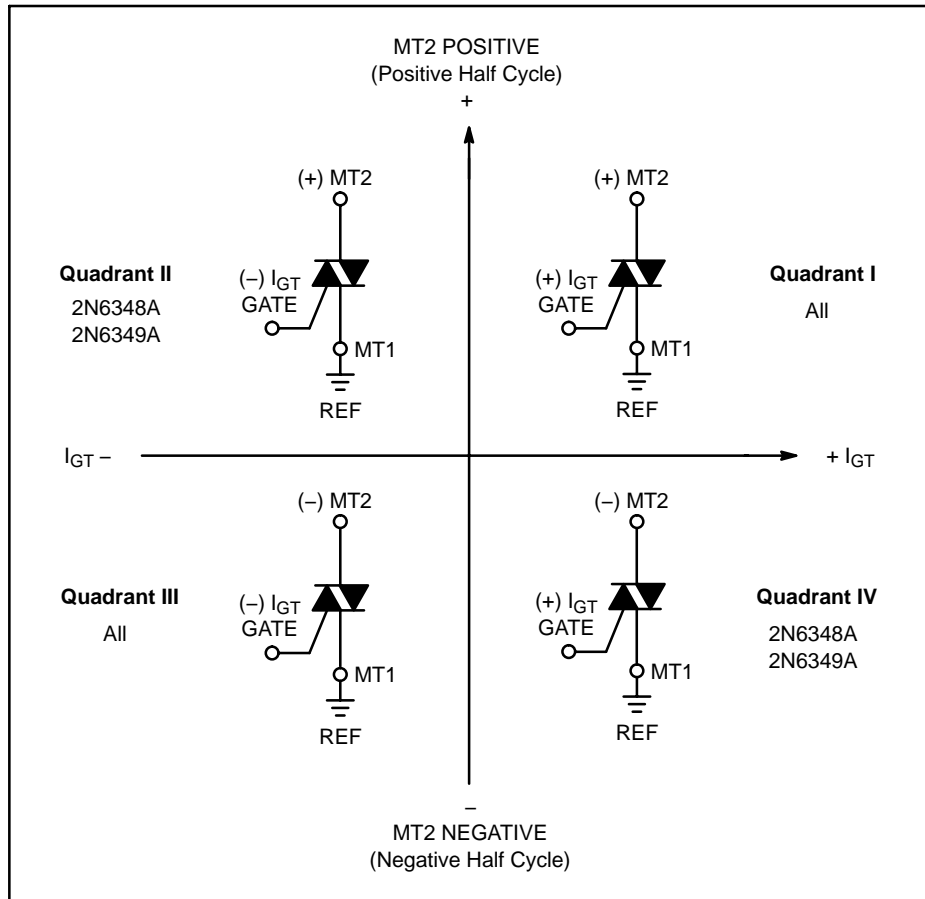 MT2 POSITIVE
(Positive Half Cycle)
+
(+) MT2
(+) MT2
Quadrant II
2N6348A
2N6349A
(–) IGT
GATE
MT1
REF
(+) IGT
GATE
MT1
REF
Quadrant I
All
IGT –
+ IGT
(–) MT2
(–) MT2
Quadrant III
All
(–) IGT
GATE
MT1
REF
(+) IGT
GATE
MT1
REF
Quadrant IV
2N6348A
2N6349A
–
MT2 NEGATIVE
(Negative Half Cycle)